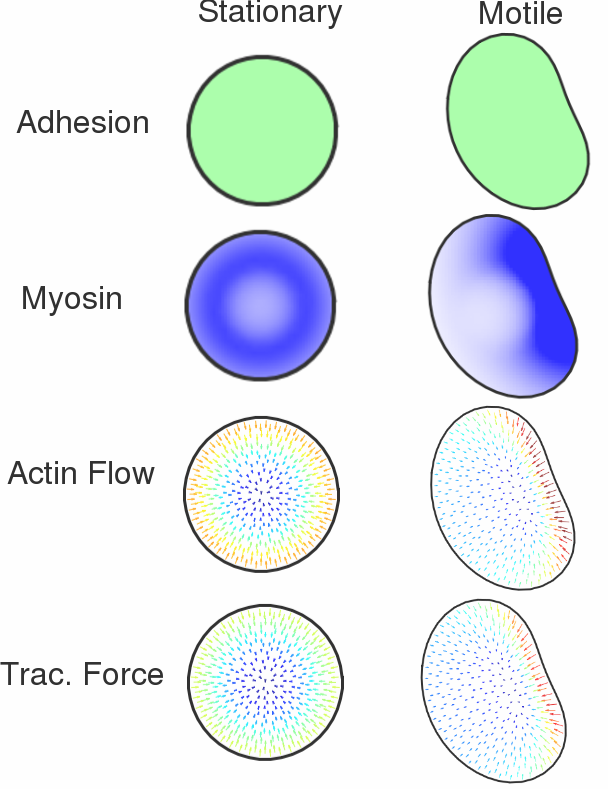 Stationary Motile
Adhesion
Myosin
Actin Flow
Trac. Force